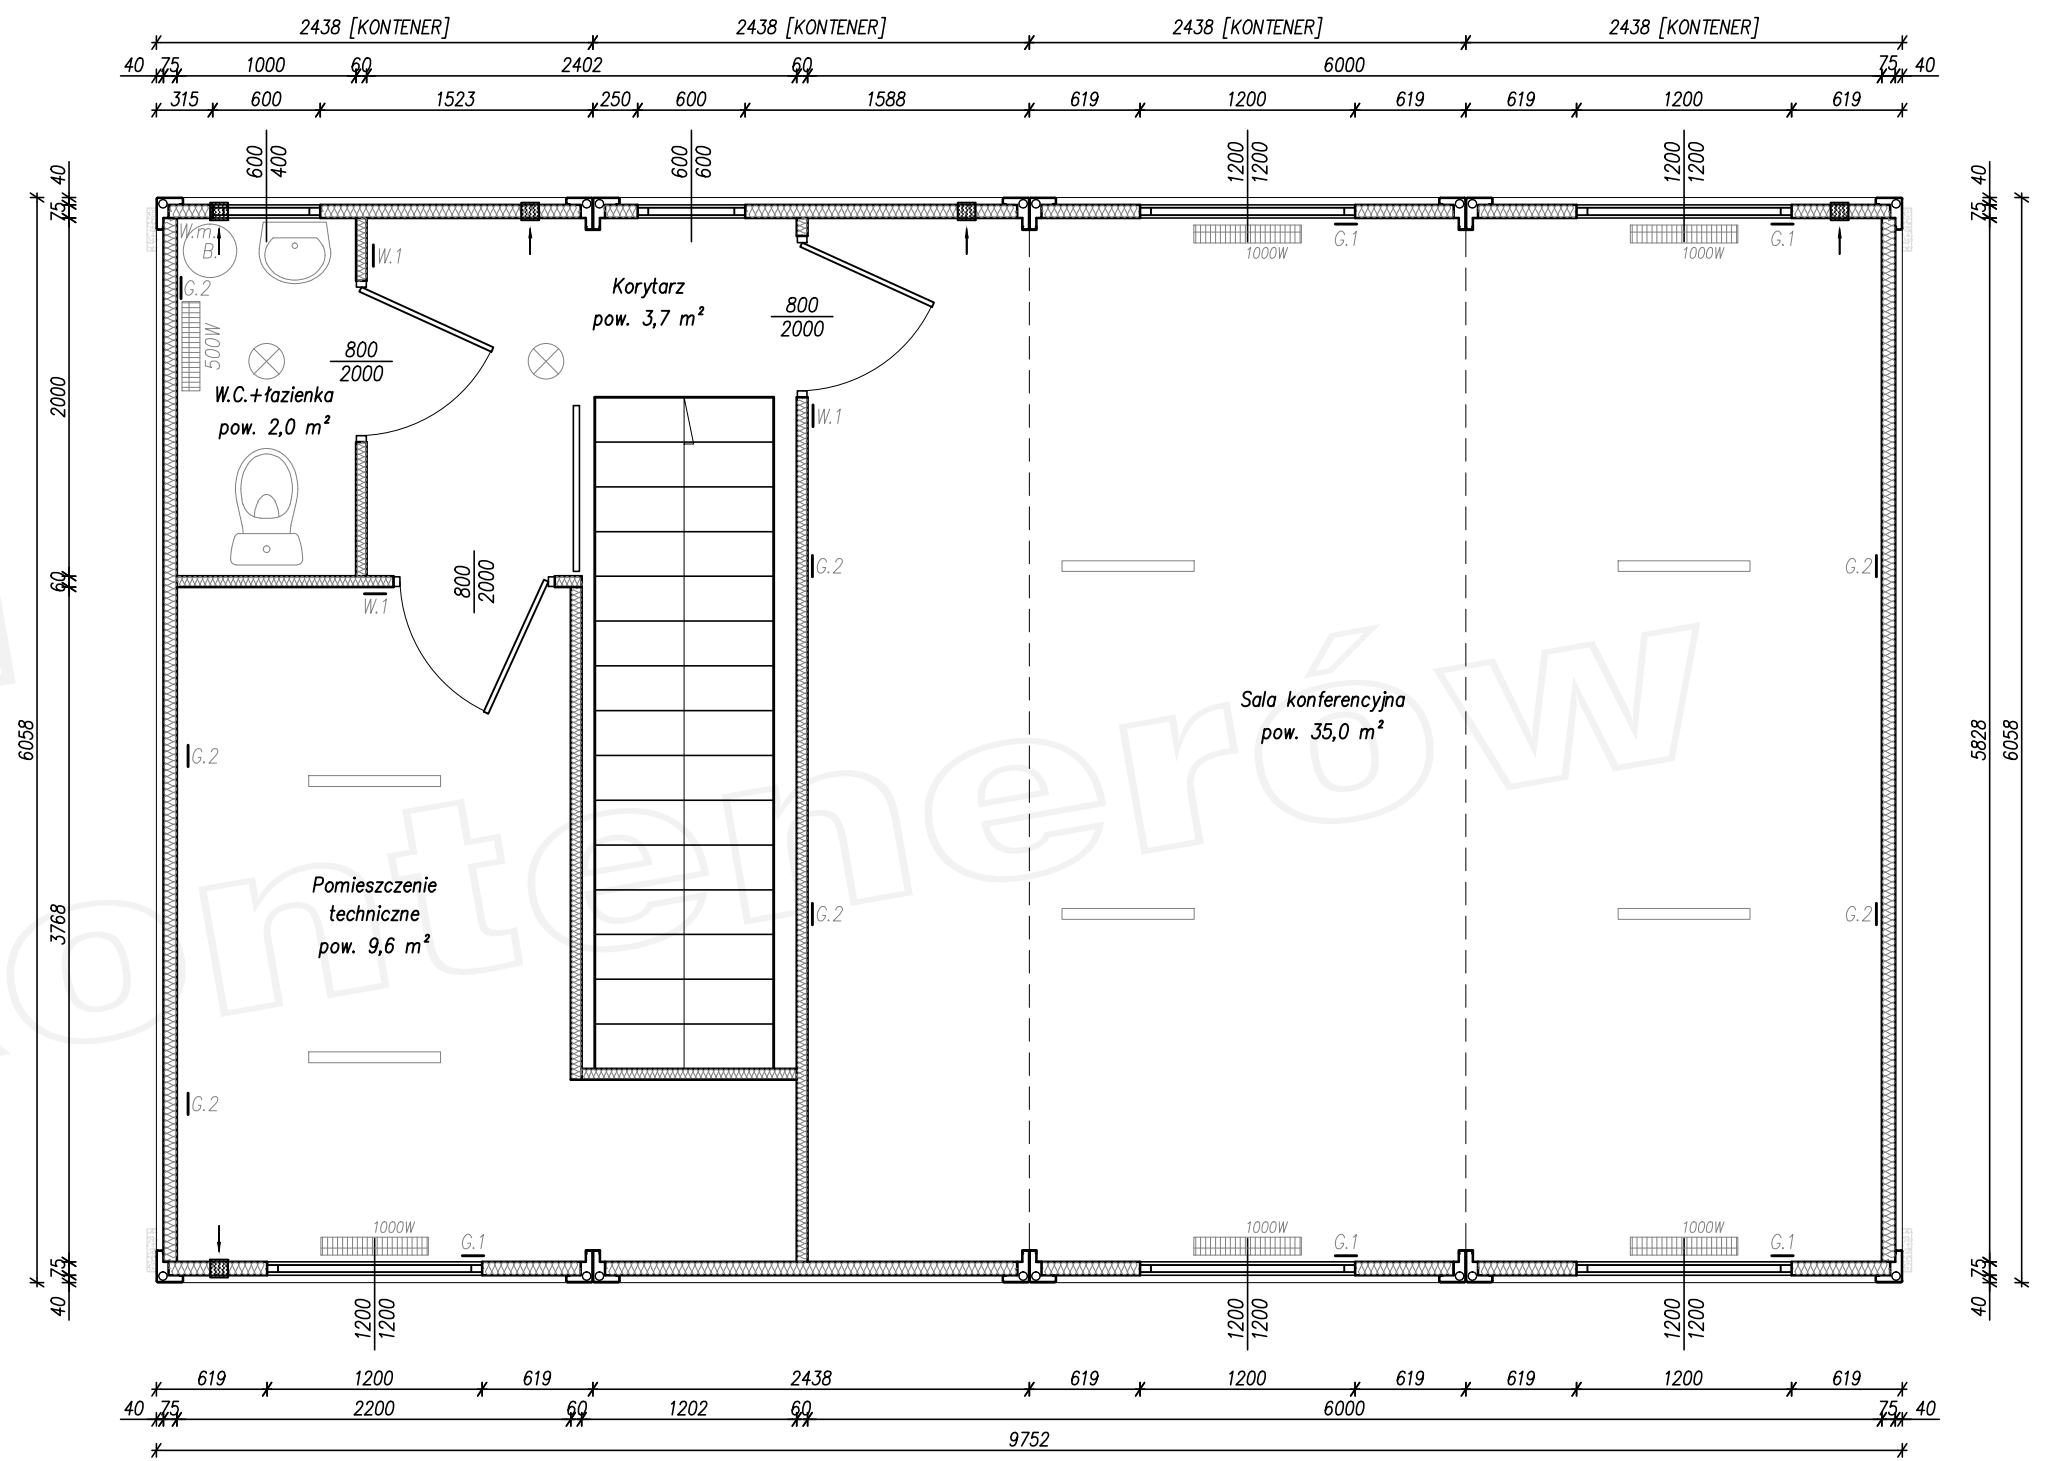 2438 [KONTENER] 2438 [KONTENER] 2438 [KONTENER] 2438 [KONTENER]
40 75 1000 60 2402 60 6000 75 40
315 600 1523 250 600 1588 619 1200 619 619 1200 619
600 400
600 600
1200 1200
1200 1200
40
75
40
75
W.m.
B.
W.1
G.1
G.1
1000W
1000W
G.2
500W
Korytarz
pow. 3,7 m²
800
2000
800
2000
W.C.+łazienka
pow. 2,0 m²
2000
W.1
60
800
2000
W.1
G.2
G.2
6058
Sala konferencyjna
pow. 35,0 m²
5828
6058
G.2
kontenerów
Pomieszczenie
techniczne
pow. 9,6 m²
3768
G.2
G.2
G.2
1000W
G.1
1000W
G.1
1000W
G.1
75
40
75
40
1200 1200
1200 1200
1200 1200
619 1200 619 2438 619 1200 619 619 1200 619
40 75 2200 60 1202 60 6000 75 40
9752